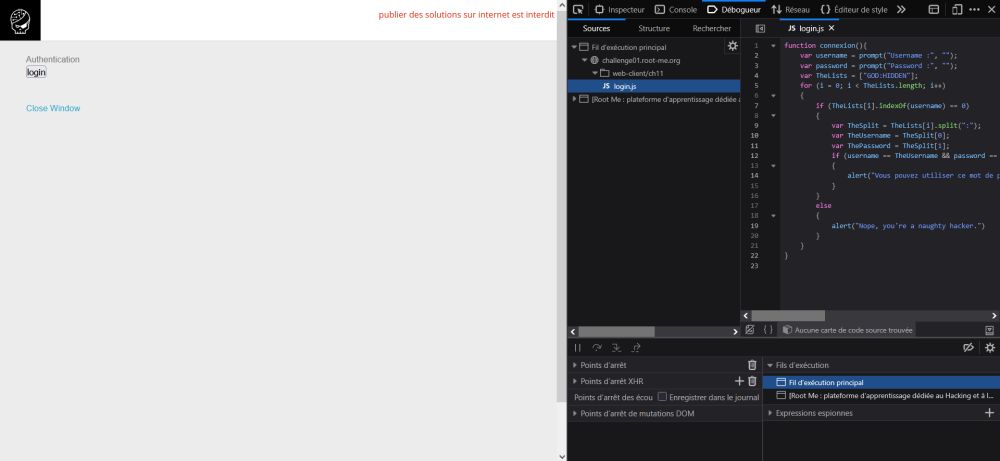 publier des solutions sur internet est interdit
Authentication
login
Close Window
Inspecteur
Console
Débogueur
Réseau
Éditeur de style
Sources
Structure
Rechercher
Fil d'exécution principal
challenge01.root-me.org
web-client/ch11
JS login.js
[Root Me : plateforme d'apprentissage dédiée a
JS login.js
1 function connexion(){
2 var username = prompt("Username :", "");
3 var password = prompt("Password :", "");
4 var TheLists = ["GOD:HIDDEN"];
5 for (i = 0; i < TheLists.length; i++)
6 {
7 if (TheLists[i].indexOf(username) == 0)
8 {
9 var TheSplit = TheLists[i].split(":");
10 var TheUsername = TheSplit[0];
11 var ThePassword = TheSplit[1];
12 if (username == TheUsername && password ==
13 {
14 alert("Vous pouvez utiliser ce mot de p
15 }
16 }
17 else
18 {
19 alert("Nope, you're a naughty hacker.")
20 }
21 }
22 }
23
{ } Aucune carte de code source trouvée
Points d'arrêt
Points d'arrêt XHR
Points d'arrêt des écou
Enregistrer dans le journal
Points d'arrêt de mutations DOM
Fils d'exécution
Fil d'exécution principal
[Root Me : plateforme d'apprentissage dédiée au Hacking et à l...
Expressions espionnes